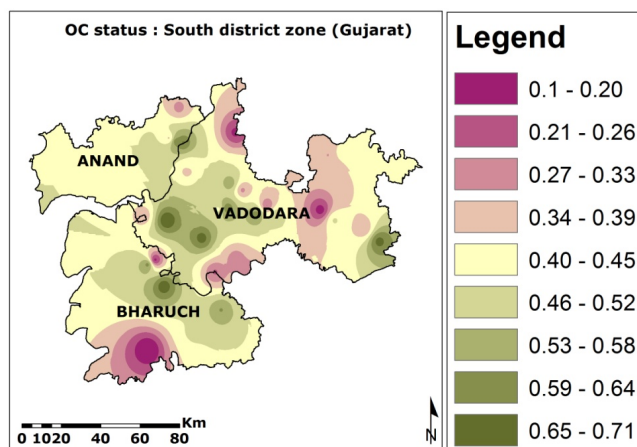 OC status : South district zone (Gujarat)
ANAND
VADODARA
BHARUCH
Km
0 10 20 40 60 80
N
Legend
0.1 - 0.20
0.21 - 0.26
0.27 - 0.33
0.34 - 0.39
0.40 - 0.45
0.46 - 0.52
0.53 - 0.58
0.59 - 0.64
0.65 - 0.71